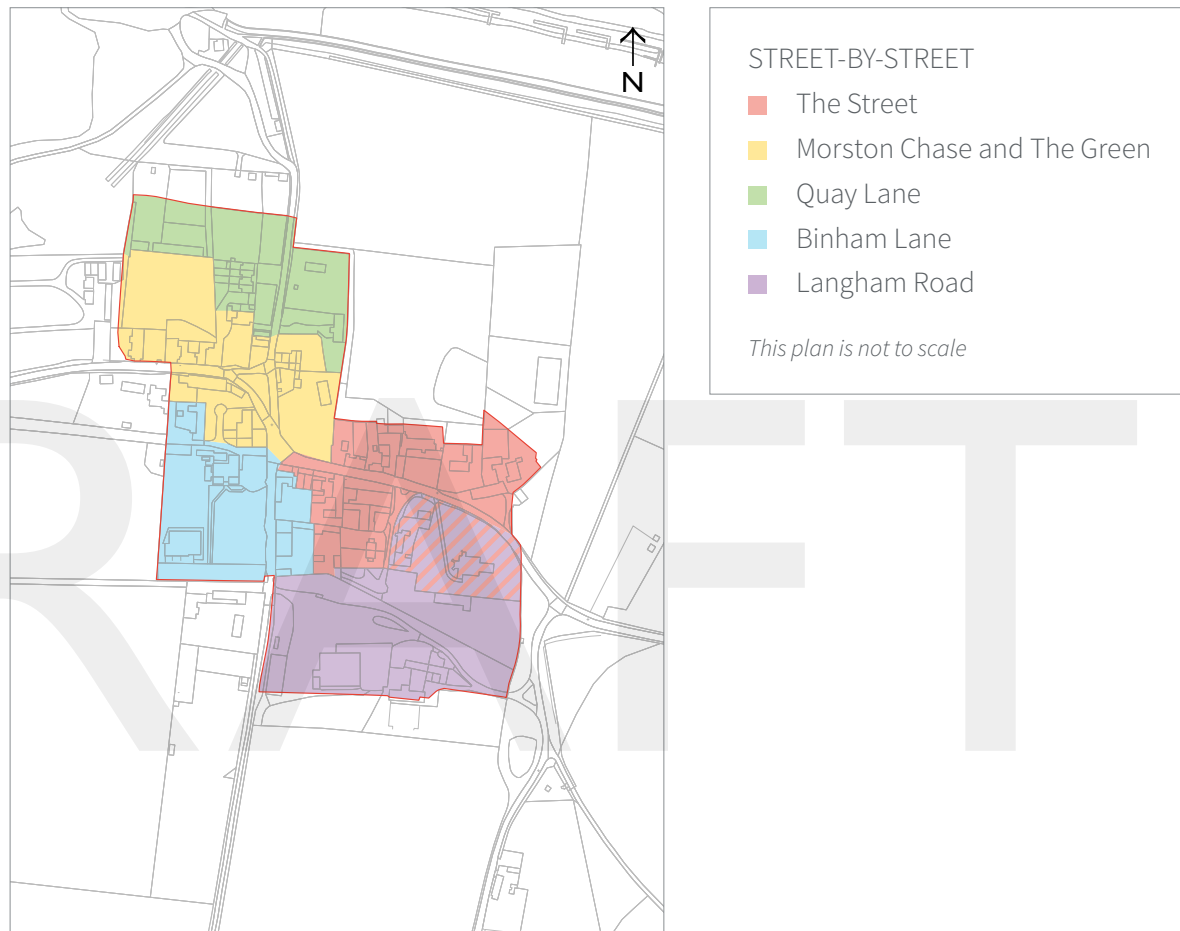 N
STREET-BY-STREET
The Street
Morston Chase and The Green
Quay Lane
Binham Lane
Langham Road
This plan is not to scale
RAFT